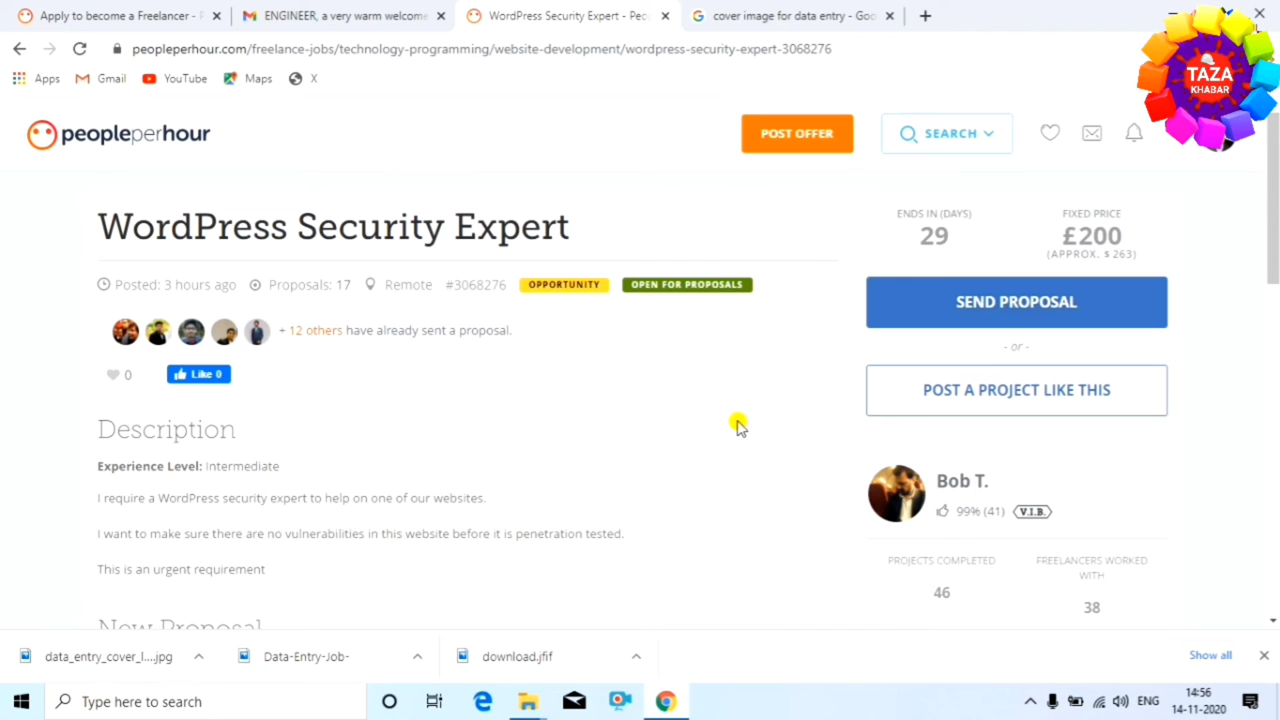 Apply to become a Freelancer - P
ENGINEER, a very warm welcome
WordPress Security Expert - Peo
cover image for data entry - Goo
peopleperhour.com/freelance-jobs/technology-programming/website-development/wordpress-security-expert-3068276
Apps
Gmail
YouTube
Maps
X
TAZA
KHABAR
peopleperhour
POST OFFER
SEARCH
WordPress Security Expert
ENDS IN (DAYS)
29
FIXED PRICE
£200
(APPROX. $ 263)
Posted: 3 hours ago
Proposals: 17
Remote
#3068276
OPPORTUNITY
OPEN FOR PROPOSALS
SEND PROPOSAL
+ 12 others have already sent a proposal.
- or -
0
Like 0
POST A PROJECT LIKE THIS
Description
Experience Level: Intermediate
I require a WordPress security expert to help on one of our websites.
I want to make sure there are no vulnerabilities in this website before it is penetration tested.
This is an urgent requirement
Bob T.
99% (41)
V.I.B.
PROJECTS COMPLETED
46
FREELANCERS WORKED
WITH
38
New Proposal
data_entry_cover_l....jpg
Data-Entry-Job-
download.jfif
Show all
Type here to search
ENG
14:56
14-11-2020